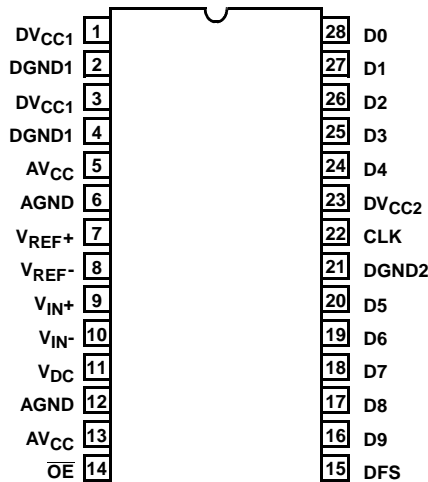 DVCC1 1 28 D0
DGND1 2 27 D1
DVCC1 3 26 D2
DGND1 4 25 D3
AVCC 5 24 D4
AGND 6 23 DVCC2
VREF+ 7 22 CLK
VREF- 8 21 DGND2
VIN+ 9 20 D5
VIN- 10 19 D6
VDC 11 18 D7
AGND 12 17 D8
AVCC 13 16 D9
O̅E̅ 14 15 DFS